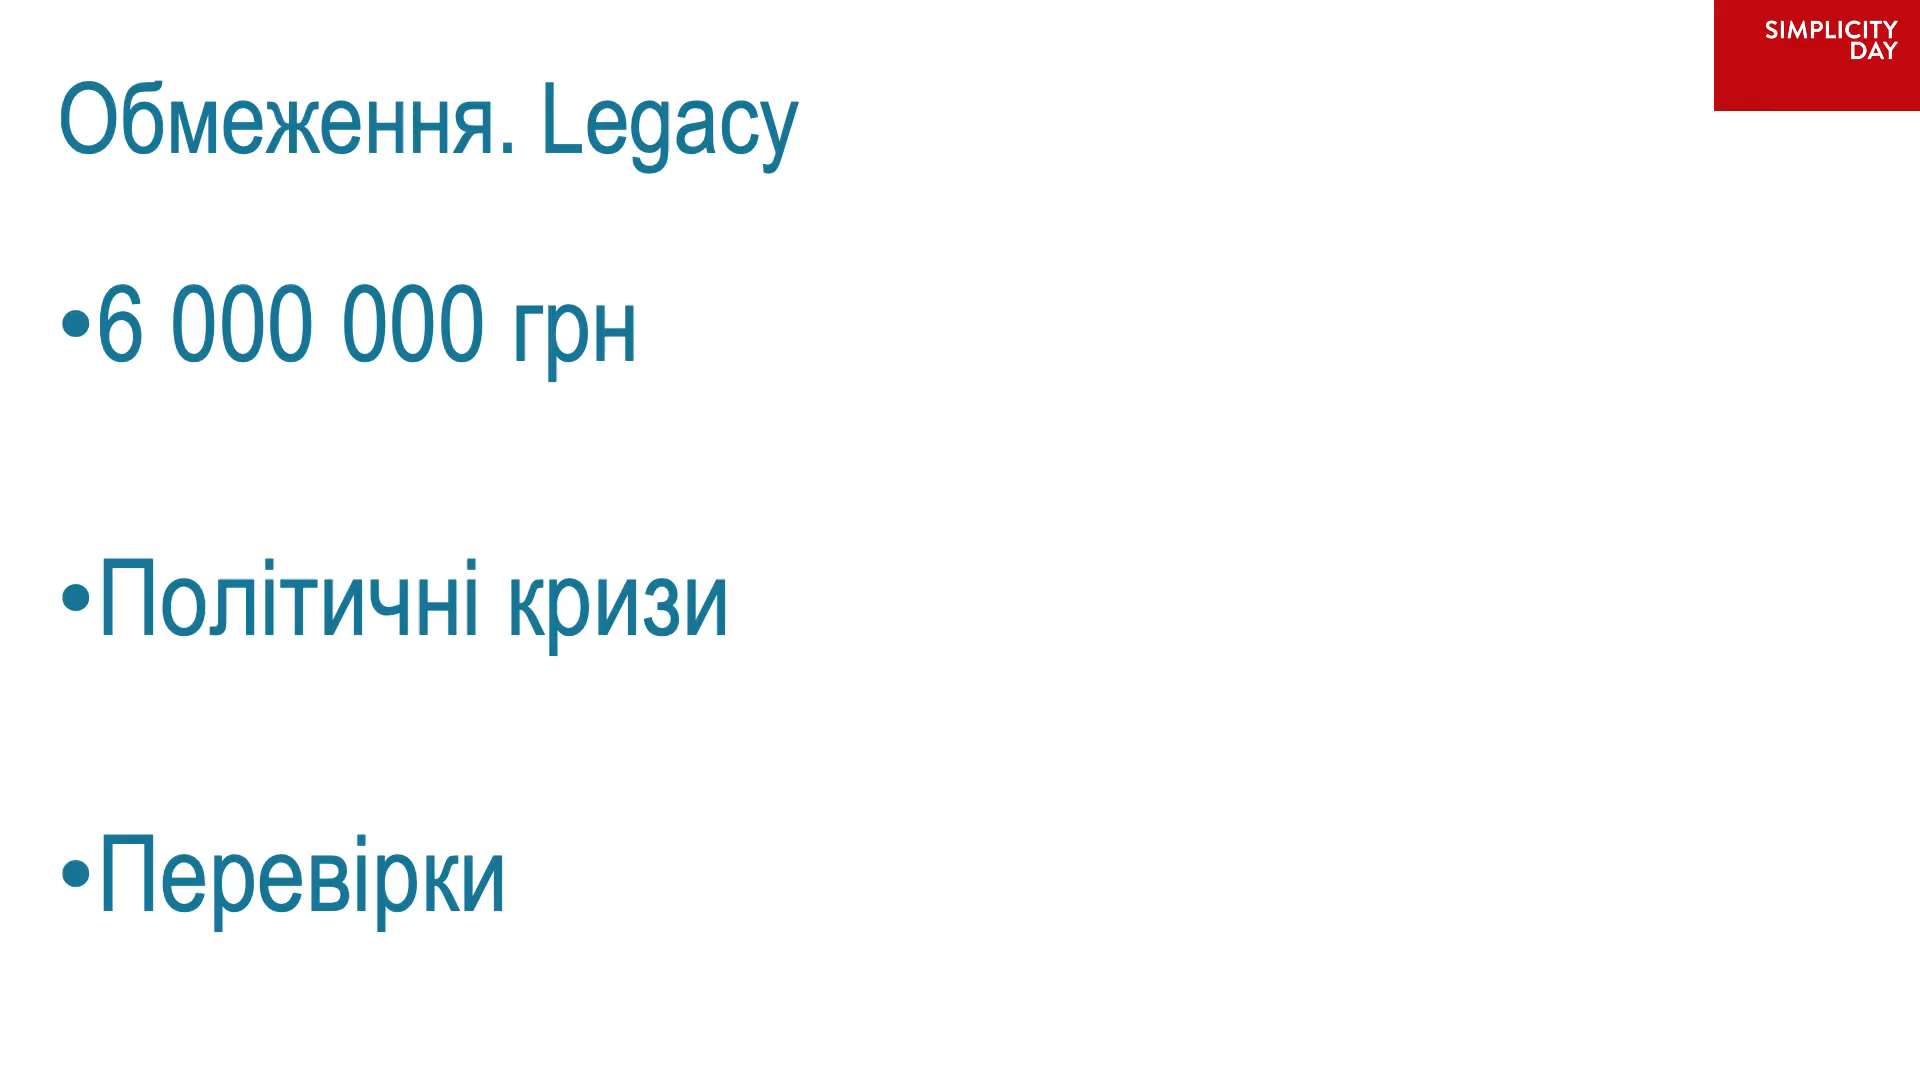 SIMPLICITY
DAY
Обмеження. Legacy
•6 000 000 грн
•Політичні кризи
•Перевірки